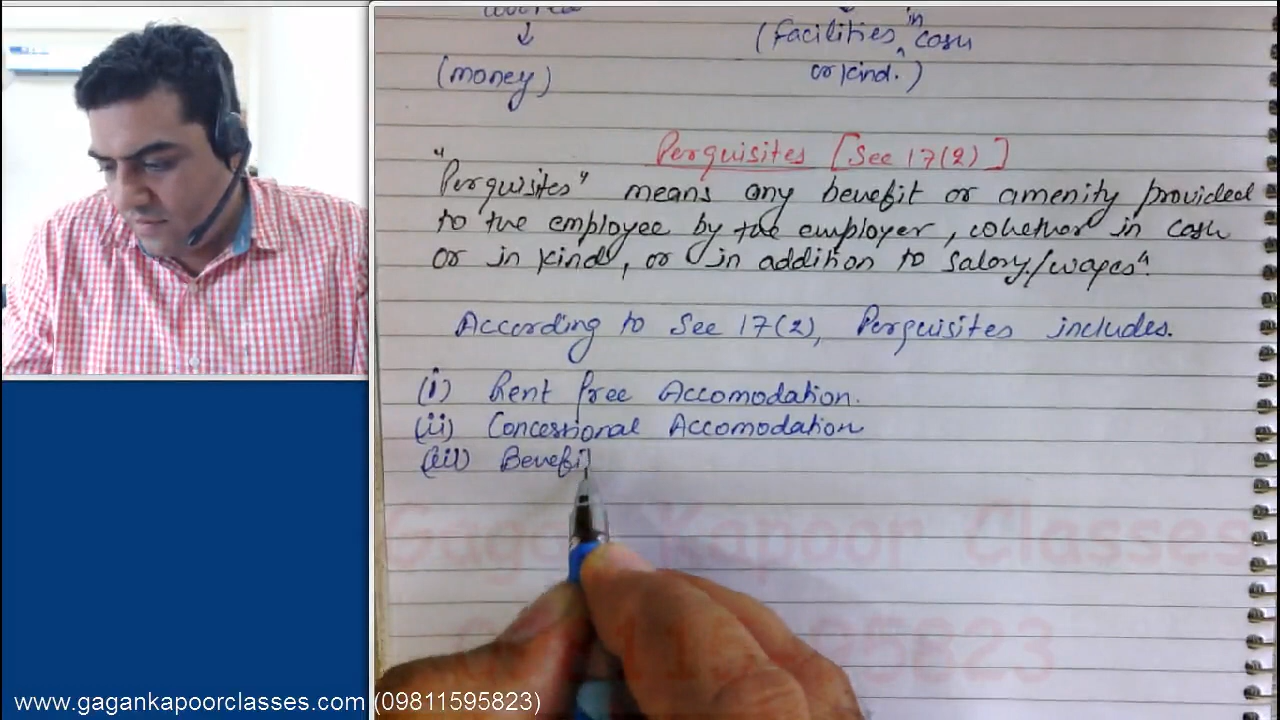 ↓
(money)
(facilities in cash
or kind.)
Perquisites [Sec 17(2)]
"Perquisites" means any benefit or amenity provided
to the employee by the employer, whether in cash
or in kind, or in addition to salary/wages".
According to Sec 17(2), Perquisites includes.
(i) Rent free Accomodation.
(ii) Concessional Accomodation
(iii) Benefit
Gagan Kapoor Classes
www.gagankapoorclasses.com (09811595823)